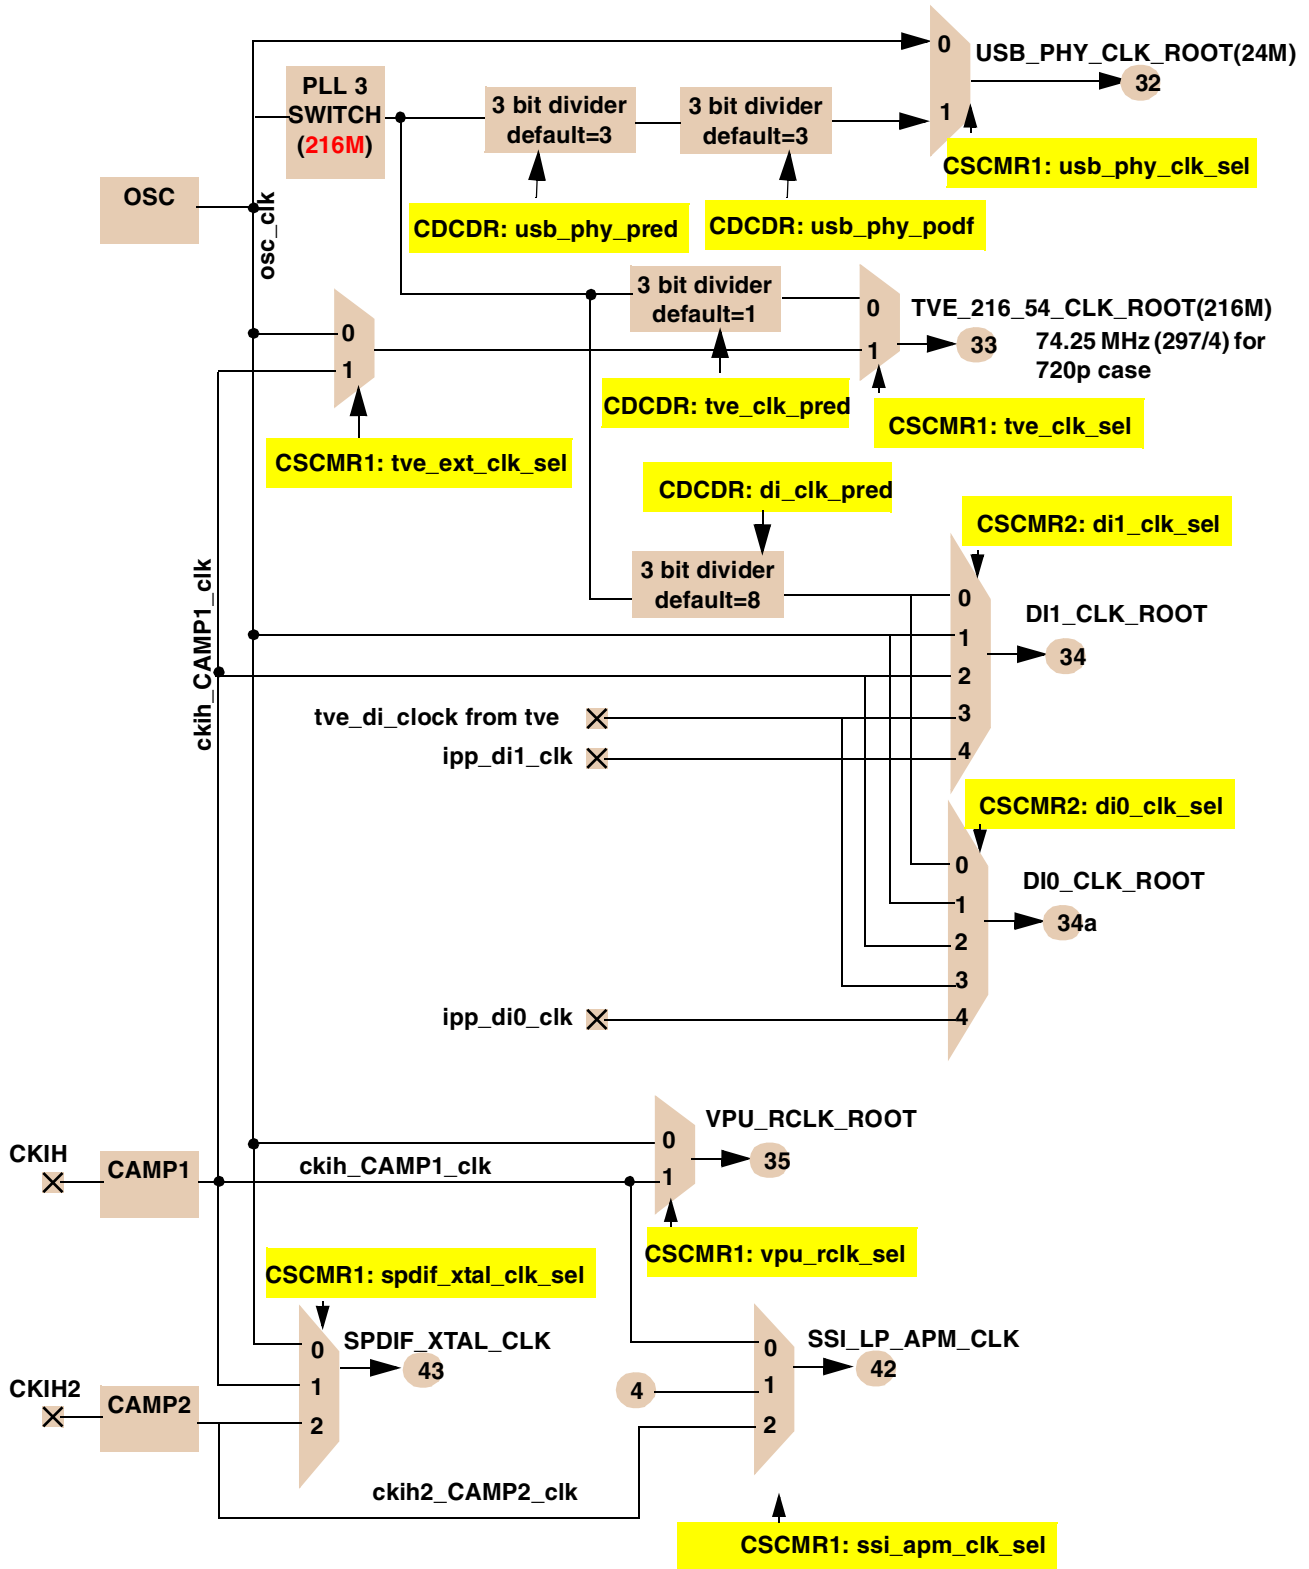 0
USB_PHY_CLK_ROOT(24M)
32
1
PLL 3
SWITCH
(216M)
3 bit divider
default=3
3 bit divider
default=3
CSCMR1: usb_phy_clk_sel
OSC
osc_clk
CDCDR: usb_phy_pred
CDCDR: usb_phy_podf
3 bit divider
default=1
0
1
0
1
TVE_216_54_CLK_ROOT(216M)
33
74.25 MHz (297/4) for
720p case
CDCDR: tve_clk_pred
CSCMR1: tve_clk_sel
CSCMR1: tve_ext_clk_sel
CDCDR: di_clk_pred
CSCMR2: di1_clk_sel
ckih_CAMP1_clk
3 bit divider
default=8
0
1
2
3
4
DI1_CLK_ROOT
34
tve_di_clock from tve
ipp_di1_clk
CSCMR2: di0_clk_sel
0
1
2
3
4
DI0_CLK_ROOT
34a
ipp_di0_clk
VPU_RCLK_ROOT
0
1
35
CKIH
CAMP1
ckih_CAMP1_clk
CSCMR1: vpu_rclk_sel
CSCMR1: spdif_xtal_clk_sel
0
1
2
SPDIF_XTAL_CLK
43
SSI_LP_APM_CLK
0
1
2
42
4
CKIH2
CAMP2
ckih2_CAMP2_clk
CSCMR1: ssi_apm_clk_sel